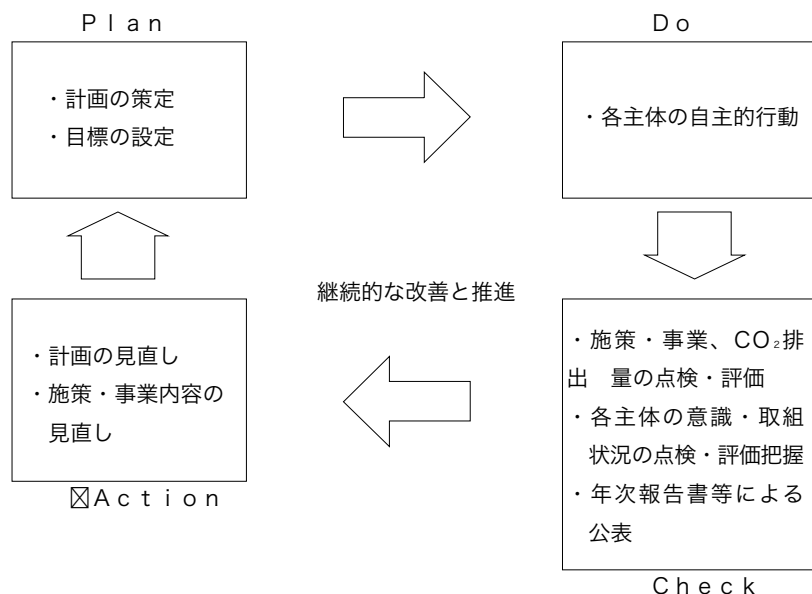 Ｐｌａｎ
・計画の策定
・目標の設定
Ｄｏ
・各主体の自主的行動
継続的な改善と推進
・施策・事業、CO₂排
出　量の点検・評価
・各主体の意識・取組
状況の点検・評価把握
・年次報告書等による
公表
Ｃｈｅｃｋ
・計画の見直し
・施策・事業内容の
見直し
☒Ａｃｔｉｏｎ